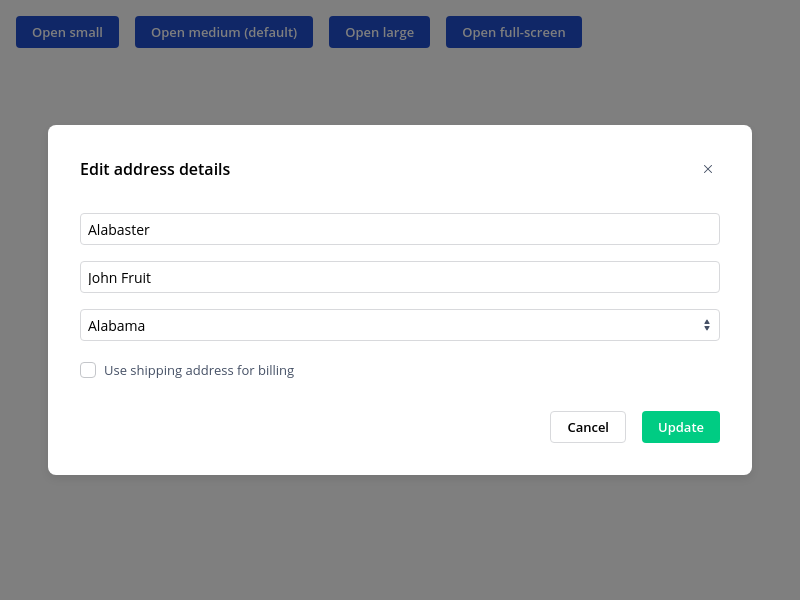 Open small Open medium (default) Open large Open full-screen
Edit address details
Alabaster
John Fruit
Alabama
Use shipping address for billing
Cancel Update